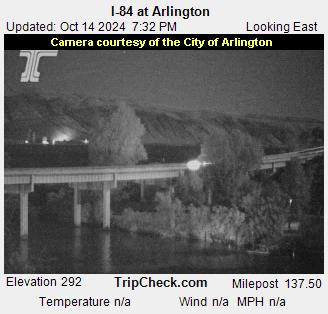 I-84 at Arlington
Updated: Oct 14 2024 7:32 PM Looking East
Camera courtesy of the City of Arlington
Elevation 292 TripCheck.com Milepost 137.50
Temperature n/a Wind n/a MPH n/a